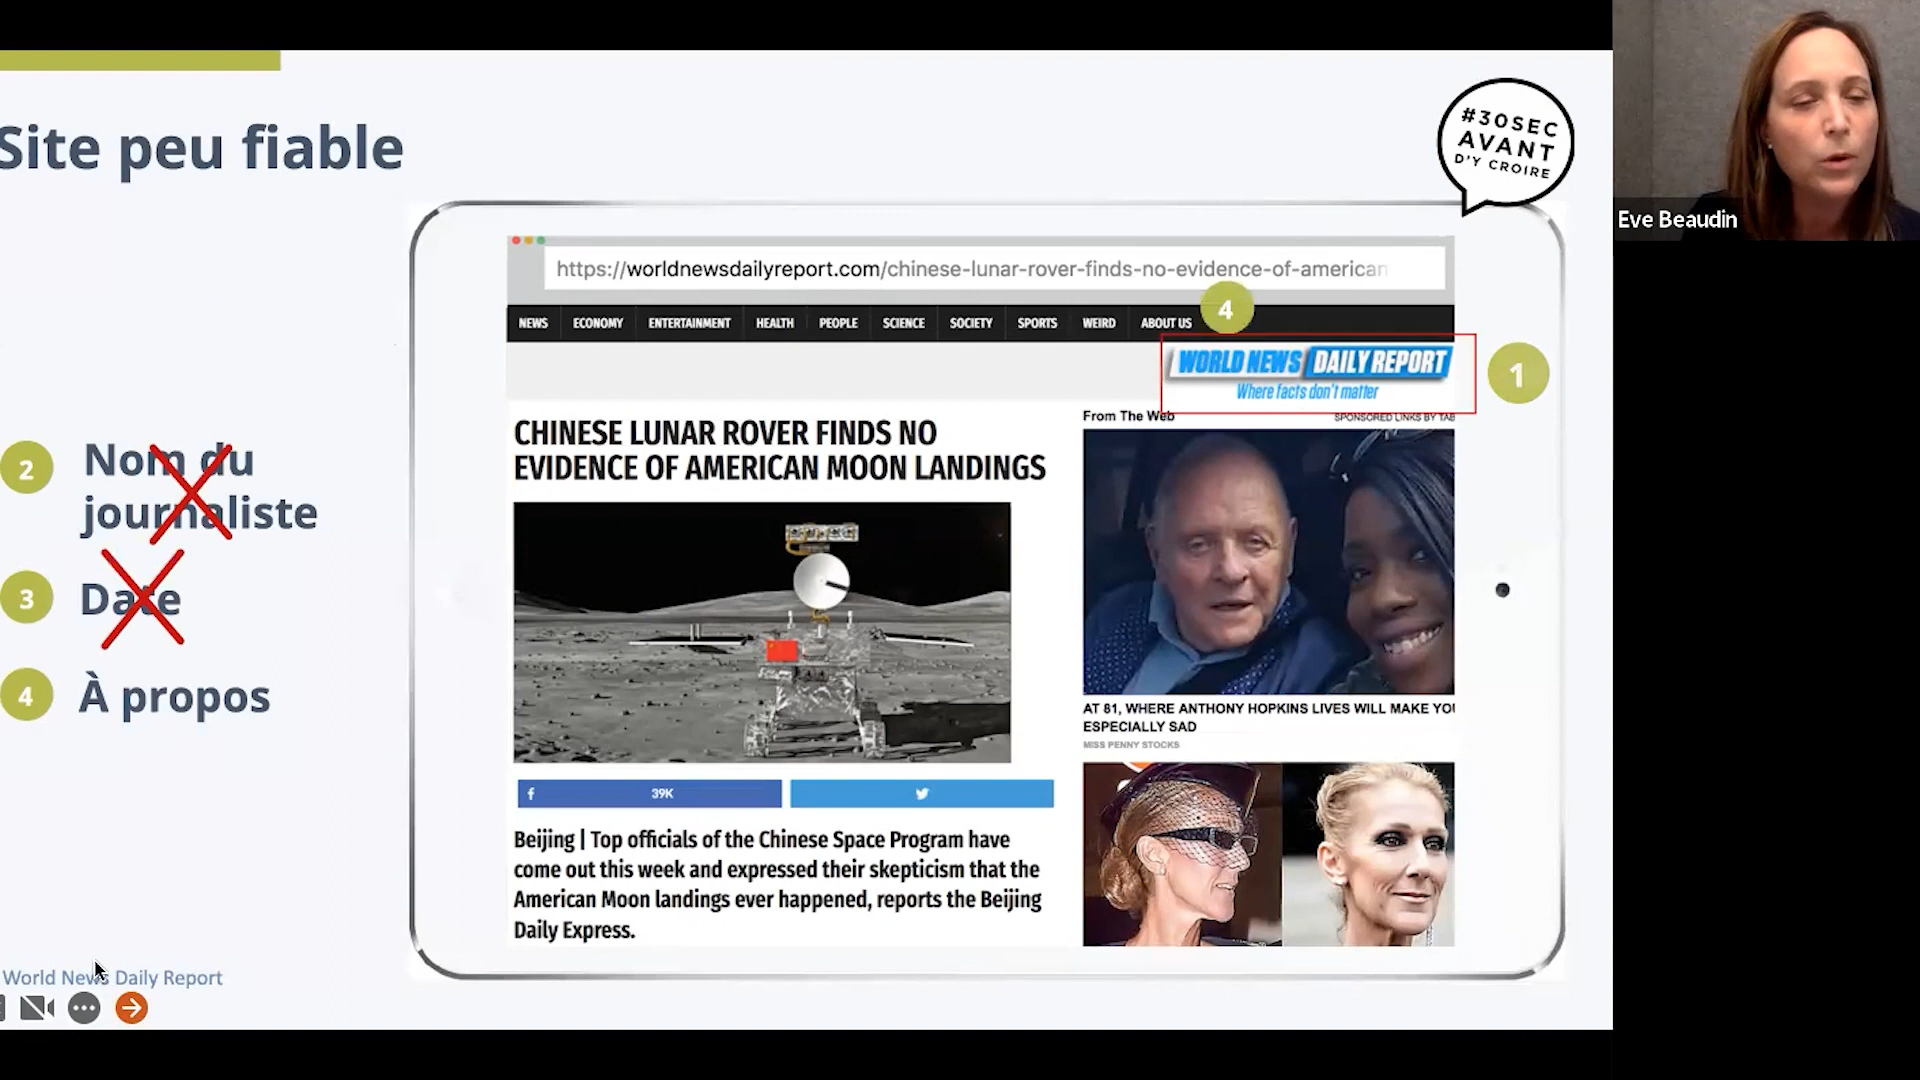 Site peu fiable
#30SEC
AVANT
D'Y CROIRE
Eve Beaudin
https://worldnewsdailyreport.com/chinese-lunar-rover-finds-no-evidence-of-american
4
NEWS ECONOMY ENTERTAINMENT HEALTH PEOPLE SCIENCE SOCIETY SPORTS WEIRD ABOUT US
WORLD NEWS DAILY REPORT
Where facts don't matter
1
From The Web
SPONSORED LINKS BY TAB
CHINESE LUNAR ROVER FINDS NO
EVIDENCE OF AMERICAN MOON LANDINGS
2 Nom du
journaliste
3 Date
4 À propos
AT 81, WHERE ANTHONY HOPKINS LIVES WILL MAKE YOU
ESPECIALLY SAD
MISS PENNY STOCKS
f 39K
Beijing | Top officials of the Chinese Space Program have
come out this week and expressed their skepticism that the
American Moon landings ever happened, reports the Beijing
Daily Express.
World News Daily Report